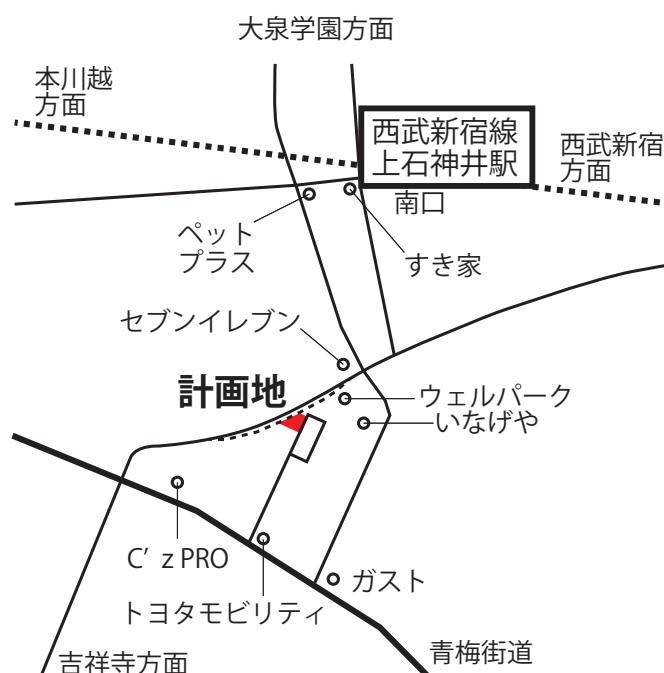 大泉学園方面
本川越
方面
西武新宿線
上石神井駅
西武新宿
方面
南口
ペット
プラス
すき家
セブンイレブン
計画地
ウェルパーク
いなげや
C’z PRO
ガスト
トヨタモビリティ
吉祥寺方面
青梅街道